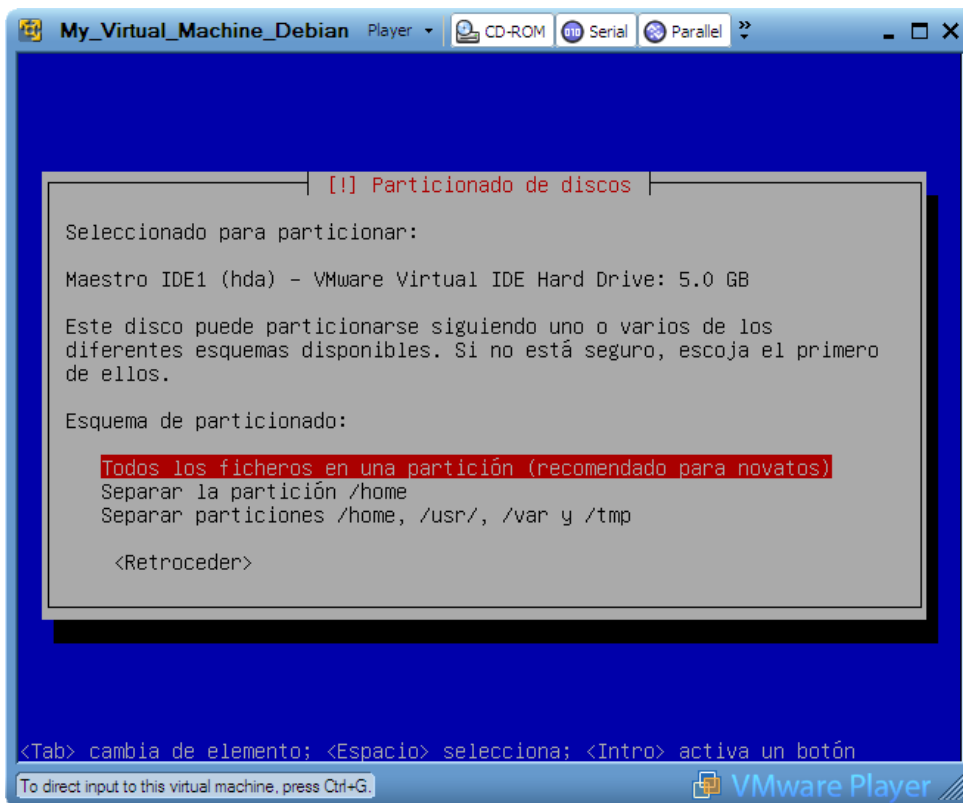 My_Virtual_Machine_Debian Player CD-ROM Serial Parallel
[!] Particionado de discos
Seleccionado para particionar:
Maestro IDE1 (hda) – VMware Virtual IDE Hard Drive: 5.0 GB
Este disco puede particionarse siguiendo uno o varios de los
diferentes esquemas disponibles. Si no está seguro, escoja el primero
de ellos.
Esquema de particionado:
Todos los ficheros en una partición (recomendado para novatos)
Separar la partición /home
Separar particiones /home, /usr/, /var y /tmp
<Retroceder>
<Tab> cambia de elemento; <Espacio> selecciona; <Intro> activa un botón
To direct input to this virtual machine, press Ctrl+G. VMware Player